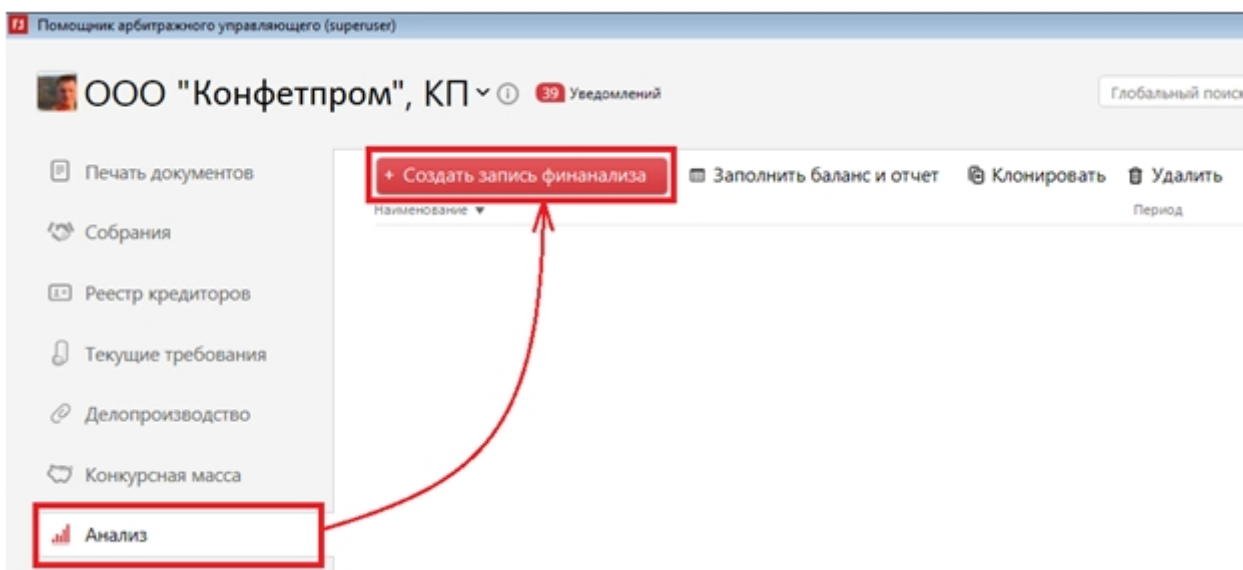 Помощник арбитражного управляющего (superuser)
ООО "Конфетпром", КП 39 Уведомлений
Глобальный поиск
Печать документов
+ Создать запись финанализа Заполнить баланс и отчет Клонировать Удалить
Наименование ▼ Период
Собрания
Реестр кредиторов
Текущие требования
Делопроизводство
Конкурсная масса
Анализ